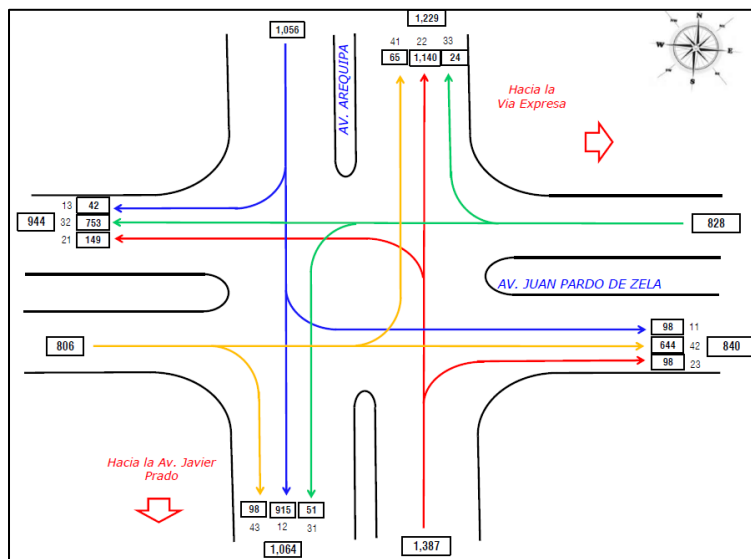 1,229
1,056
41 22 33
65 1,140 24
AV. AREQUIPA
Hacia la
Via Expresa
N
W E
S
13 42
944 32 753
21 149
828
AV. JUAN PARDO DE ZELA
98 11
806
644 42 840
98 23
Hacia la Av. Javier
Prado
98 915 51
43 12 31
1,064
1,387